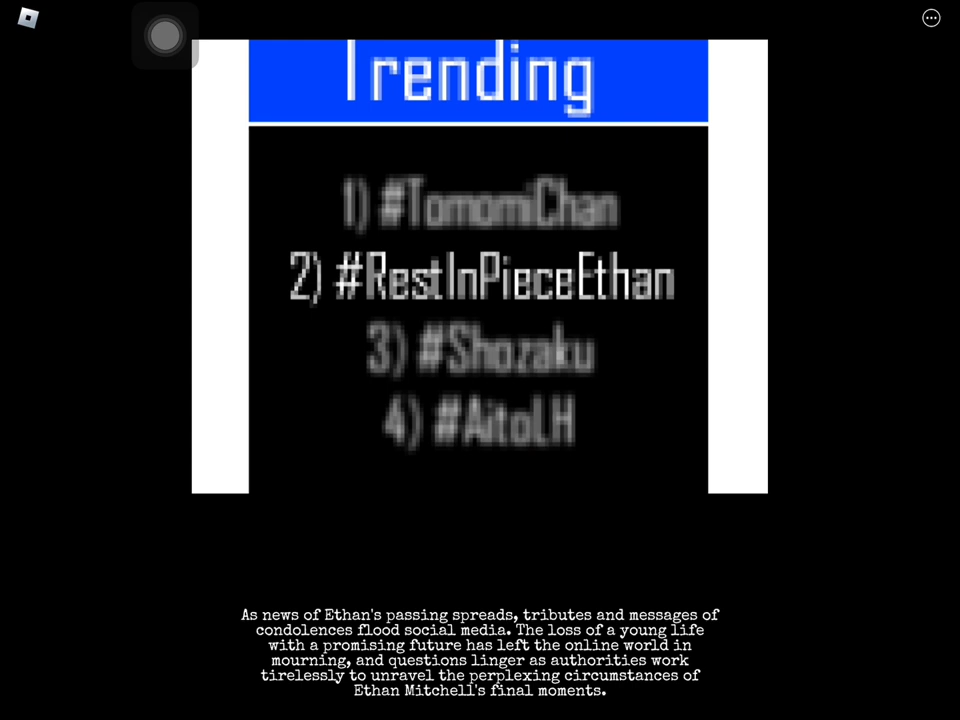 Trending
1) #TomomiChan
2) #RestInPieceEthan
3) #Shozaku
4) #AitoLH
As news of Ethan's passing spreads, tributes and messages of
condolences flood social media. The loss of a young life
with a promising future has left the online world in
mourning, and questions linger as authorities work
tirelessly to unravel the perplexing circumstances of
Ethan Mitchell's final moments.